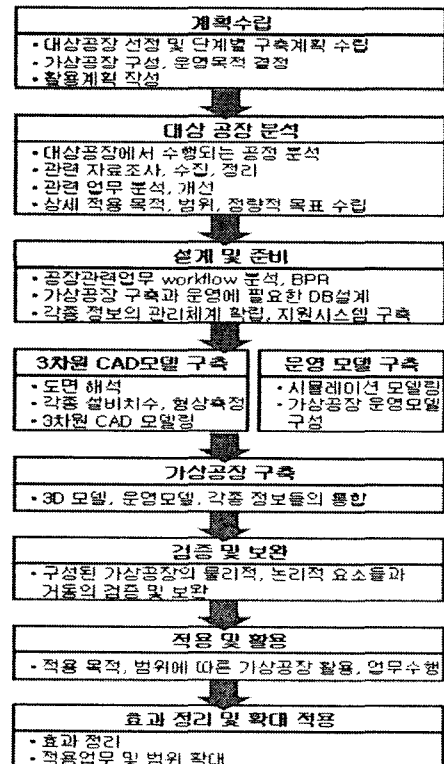 계획수립
• 대상공장 선정 및 단계별 구축계획 수립
• 가상공장 구성, 운영목적 결정
• 활용계획 작성
대상 공장 분석
• 대상공장에서 수행되는 공정 분석
• 관련 자료조사, 수집, 정리
• 관련 업무 분석, 개선
• 상세 적용 목적, 범위, 정량적 목표 수립
설계 및 준비
• 공장관련업무 workflow 분석, BPR
• 가상공장 구축과 운영에 필요한 DB설계
• 각종 정보의 관리체계 확립, 지원시스템 구축
3차원 CAD모델 구축
• 도면 해석
• 각종 설비치수, 형상측정
• 3차원 CAD 모델링
운영 모델 구축
• 시뮬레이션 모델링
• 가상공장 운영모델
구성
가상공장 구축
• 3D 모델, 운영모델, 각종 정보들의 통합
검증 및 보완
• 구성된 가상공장의 물리적, 논리적 요소들과
거동의 검증 및 보완
적용 및 활용
• 적용 목적, 범위에 따른 가상공장 활용, 업무수행
효과 정리 및 확대 적용
• 효과 정리
• 적용업무 및 범위 확대